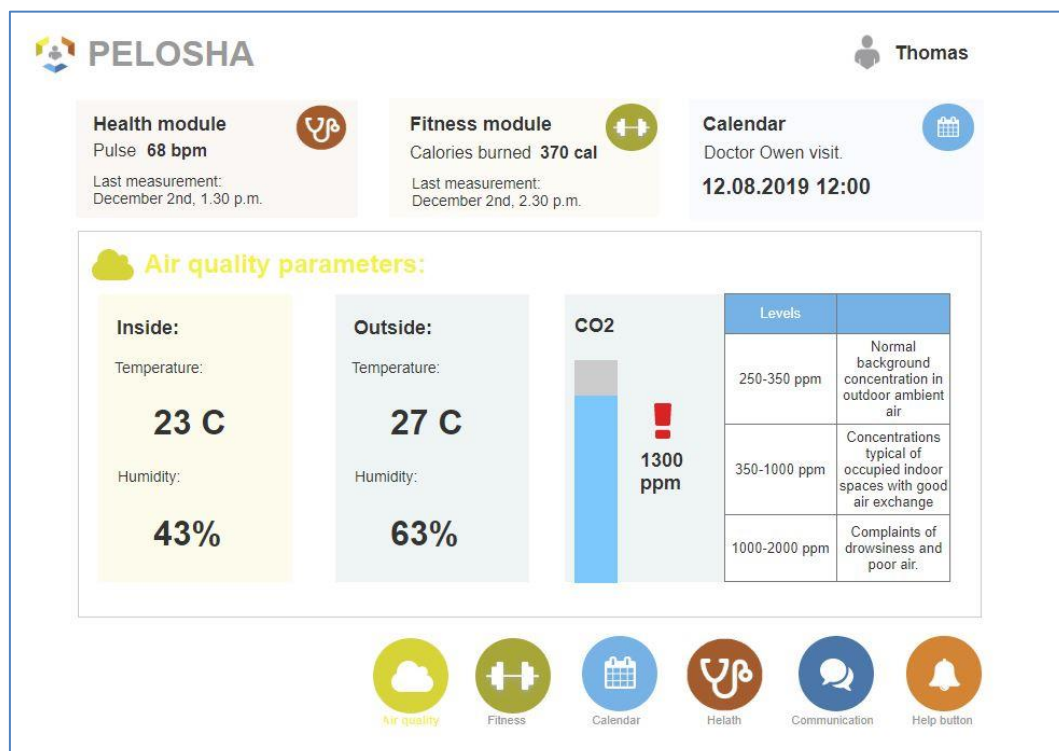 PELOSHA
Thomas
Health module
Pulse 68 bpm
Last measurement:
December 2nd, 1.30 p.m.
Fitness module
Calories burned 370 cal
Last measurement:
December 2nd, 2.30 p.m.
Calendar
Doctor Owen visit.
12.08.2019 12:00
Air quality parameters:
Inside:
Temperature:
23 C
Humidity:
43%
Outside:
Temperature:
27 C
Humidity:
63%
CO2
1300
ppm
Levels
250-350 ppm
Normal
background
concentration in
outdoor ambient
air
350-1000 ppm
Concentrations
typical of
occupied indoor
spaces with good
air exchange
1000-2000 ppm
Complaints of
drowsiness and
poor air.
Air quality
Fitness
Calendar
Helath
Communication
Help button